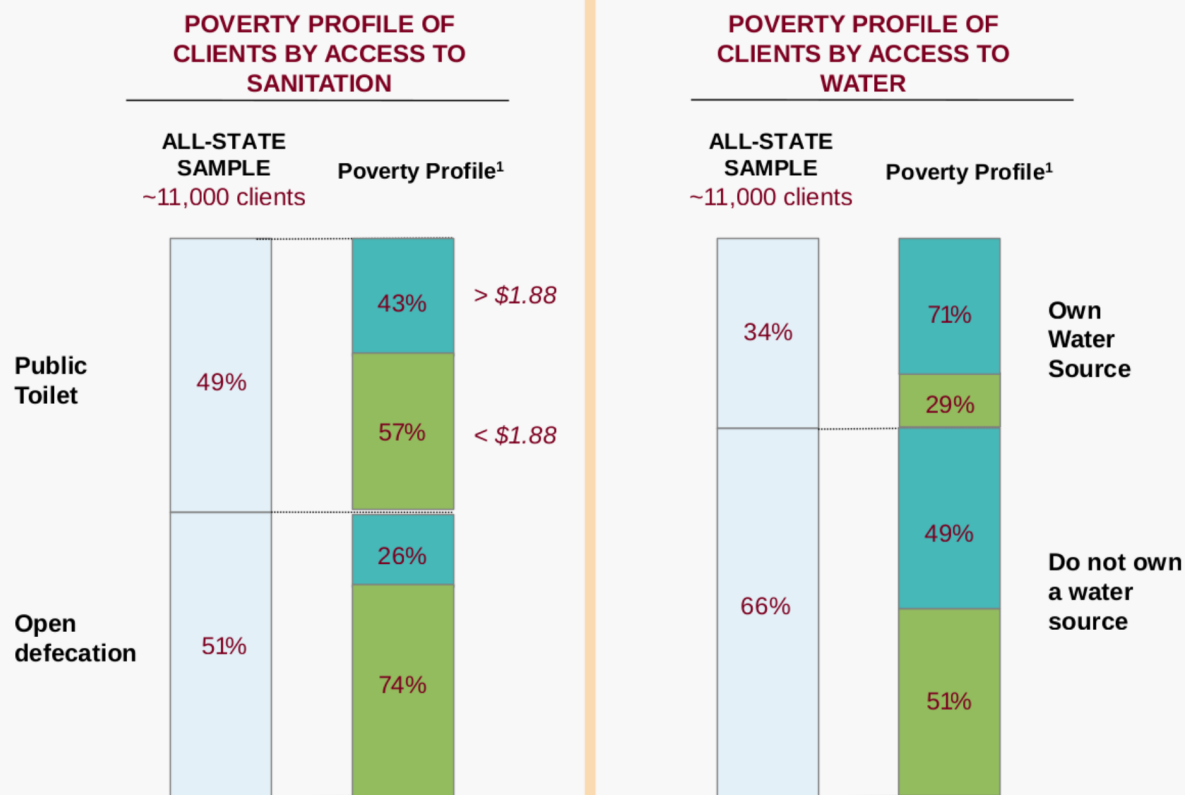 POVERTY PROFILE OF
CLIENTS BY ACCESS TO
SANITATION
ALL-STATE
SAMPLE
~11,000 clients
Poverty Profile¹
Public
Toilet
49%
43%
> $1.88
57%
< $1.88
Open
defecation
51%
26%
74%
POVERTY PROFILE OF
CLIENTS BY ACCESS TO
WATER
ALL-STATE
SAMPLE
~11,000 clients
Poverty Profile¹
34%
71%
29%
Own
Water
Source
66%
49%
51%
Do not own
a water
source